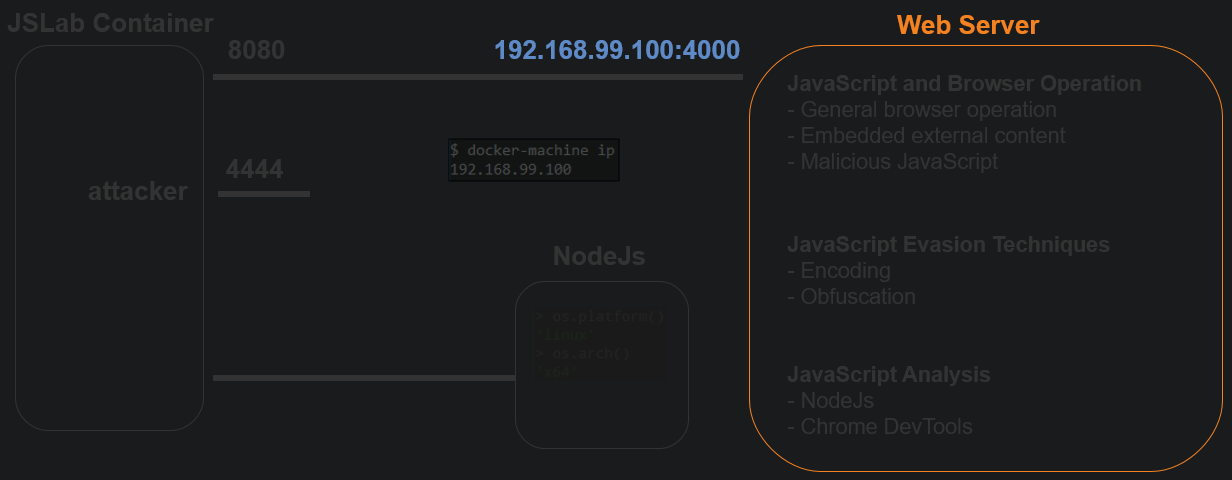 JSLab Container
8080
192.168.99.100:4000
Web Server
JavaScript and Browser Operation
- General browser operation
- Embedded external content
- Malicious JavaScript
$ docker-machine ip
192.168.99.100
4444
attacker
JavaScript Evasion Techniques
- Encoding
- Obfuscation
NodeJs
> os.platform()
'linux'
> os.arch()
'x64'
JavaScript Analysis
- NodeJs
- Chrome DevTools